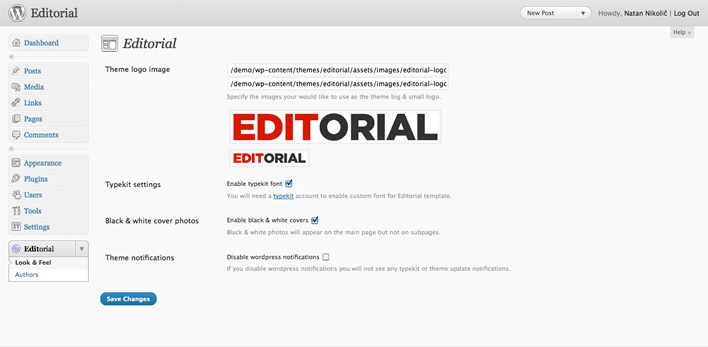 Editorial
New Post
Howdy, Natan Nikolič | Log Out
Help
Dashboard
Posts
Media
Links
Pages
Comments
Appearance
Plugins
Users
Tools
Settings
Editorial
Look & Feel
Authors
Editorial
Theme logo image
/demo/wp-content/themes/editorial/assets/images/editorial-logo
/demo/wp-content/themes/editorial/assets/images/editorial-logo
Specify the images your would like to use as the theme big & small logo.
EDITORIAL
EDITORIAL
Typekit settings
Enable typekit font
You will need a typekit account to enable custom font for Editorial template.
Black & white cover photos
Enable black & white covers
Black & white photos will appear on the main page but not on subpages.
Theme notifications
Disable wordpress notifications
If you disable wordpress notifications you will not see any typekit or theme update notifications.
Save Changes